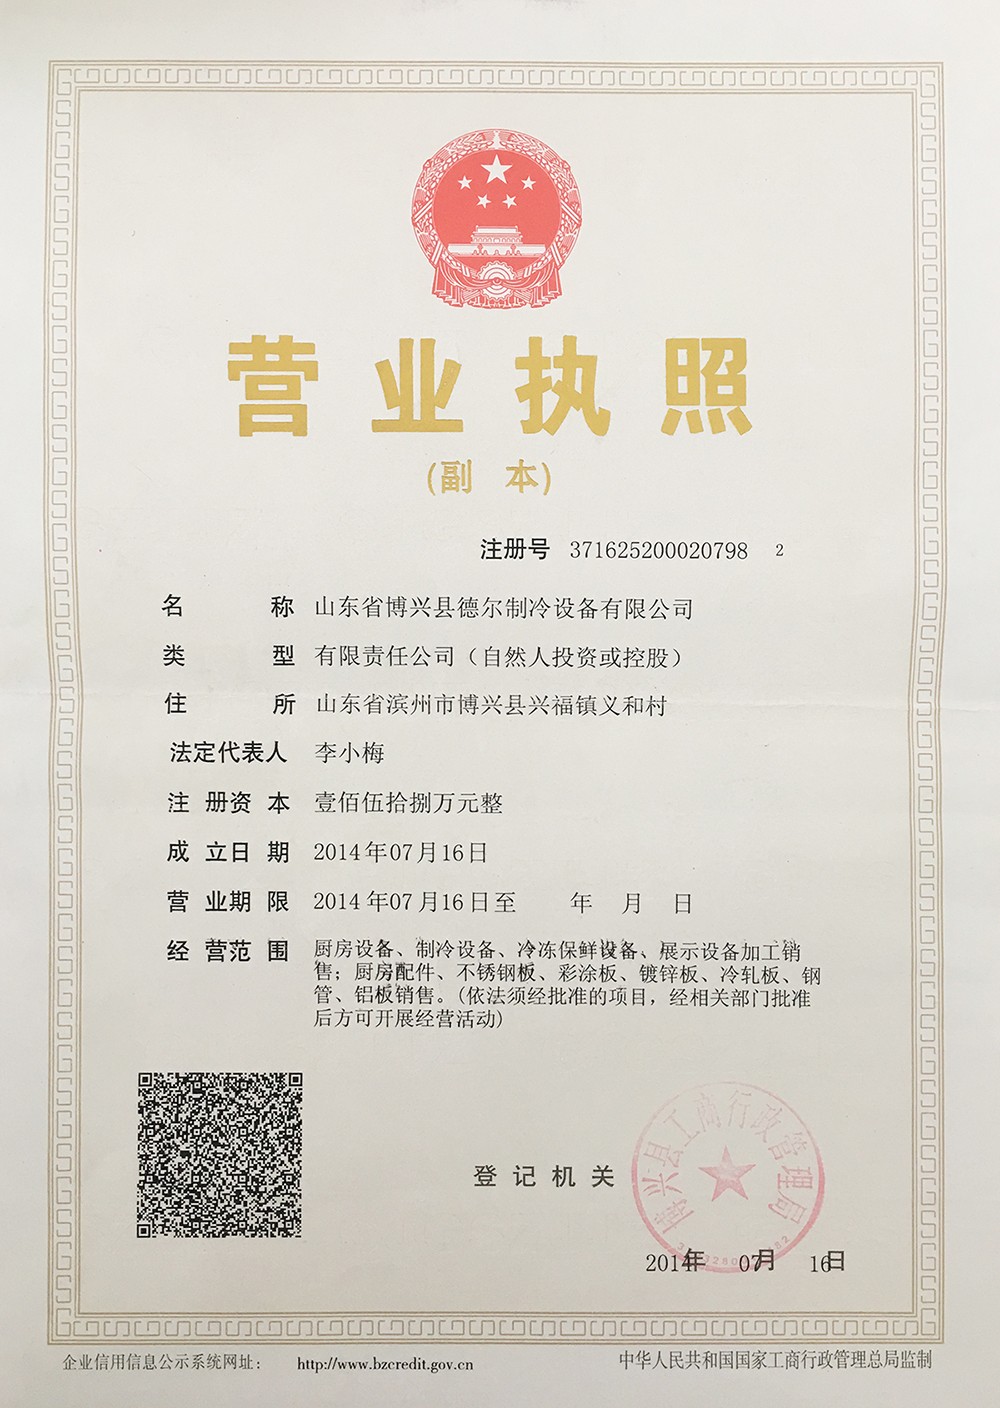 营业执照
(副 本)
注册号 371625200020798 2
名 称 山东省博兴县德尔制冷设备有限公司
类 型 有限责任公司（自然人投资或控股）
住 所 山东省滨州市博兴县兴福镇义和村
法定代表人 李小梅
注册资本 壹佰伍拾捌万元整
成立日期 2014年07月16日
营业期限 2014年07月16日至 年 月 日
经营范围 厨房设备、制冷设备、冷冻保鲜设备、展示设备加工销
售；厨房配件、不锈钢板、彩涂板、镀锌板、冷轧板、钢
管、铝板销售。(依法须经批准的项目，经相关部门批准
后方可开展经营活动)
博兴县工商行政管理局
登记机关
2014年 07月 16日
企业信用信息公示系统网址： http://www.bzcredit.gov.cn
中华人民共和国国家工商行政管理总局监制